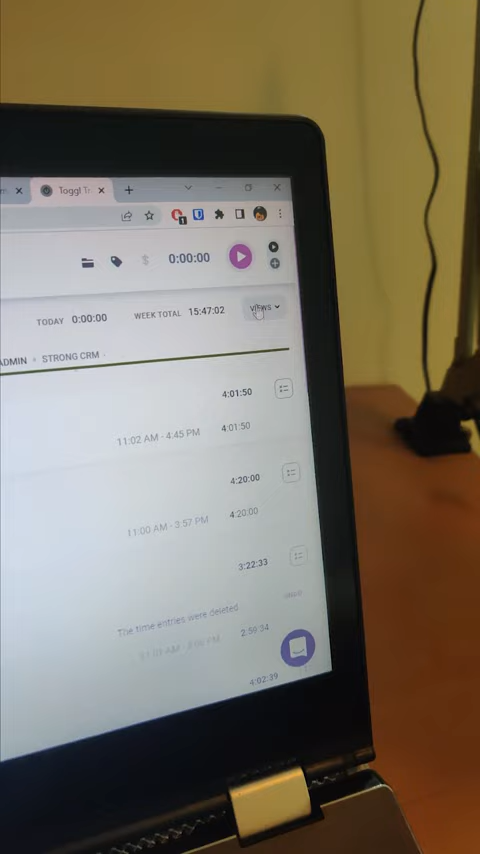 Toggl Tr
1
$ 0:00:00
TODAY 0:00:00 WEEK TOTAL 15:47:02 VIEWS
ADMIN • STRONG CRM
4:01:50
11:02 AM - 4:45 PM 4:01:50
4:20:00
11:00 AM - 3:57 PM 4:20:00
3:22:33
The time entries were deleted
2:59:34
4:02:39